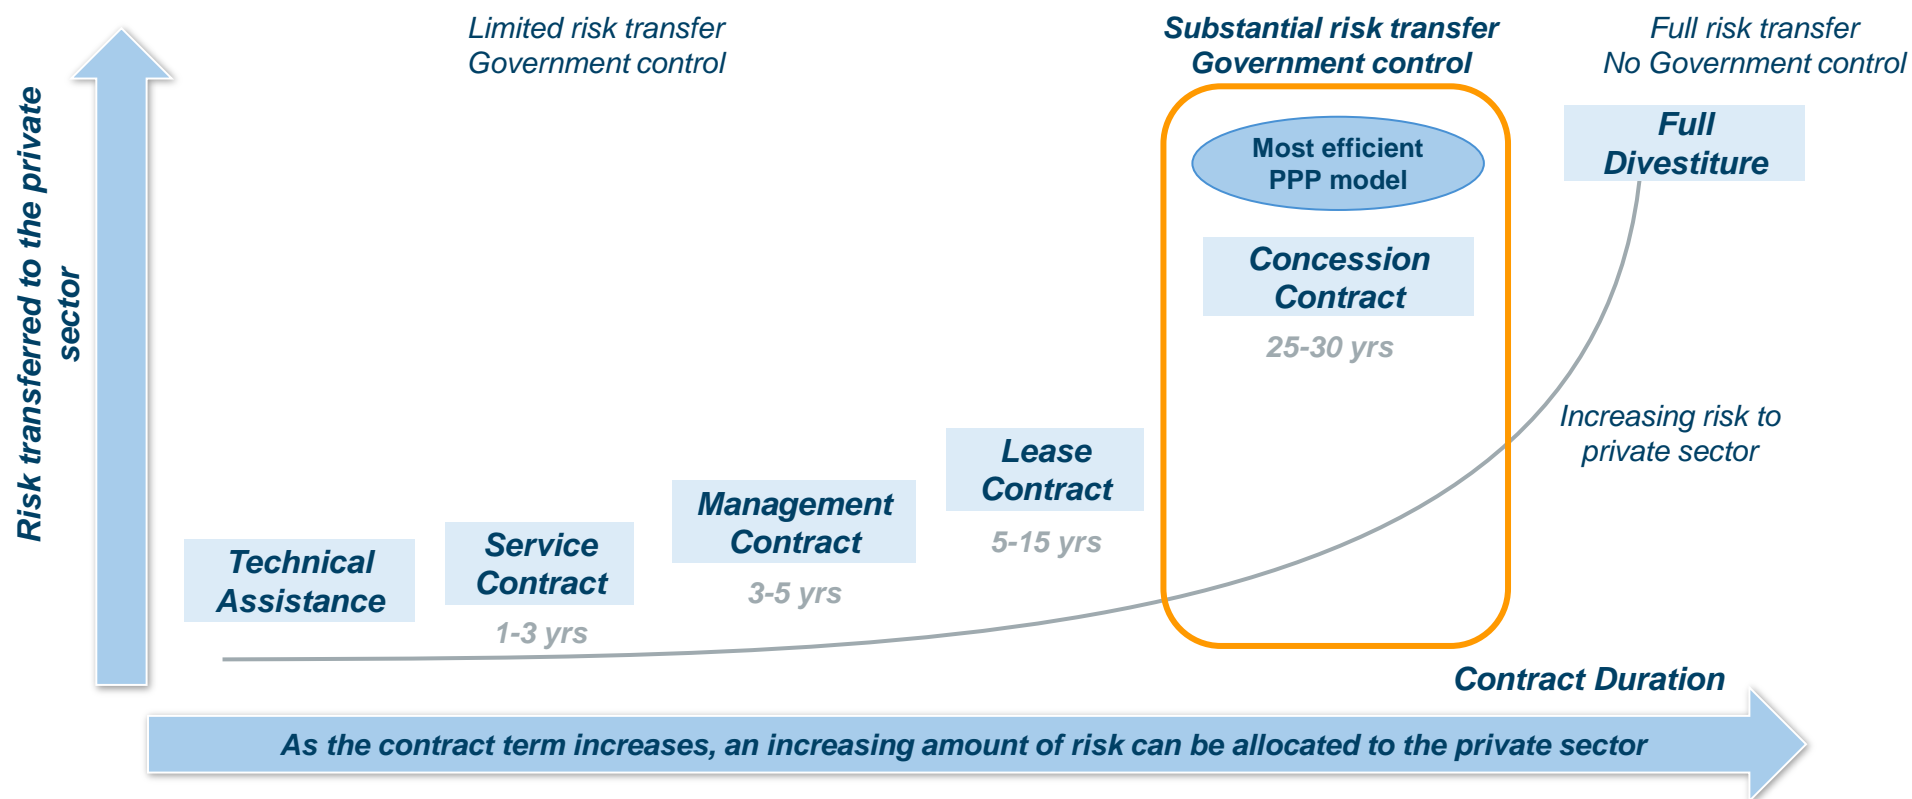 Limited risk transfer
Government control
Substantial risk transfer
Government control
Full risk transfer
No Government control
Risk transferred to the private
sector
Most efficient
PPP model
Full
Divestiture
Concession
Contract
25-30 yrs
Increasing risk to
private sector
Lease
Contract
5-15 yrs
Management
Contract
3-5 yrs
Service
Contract
1-3 yrs
Technical
Assistance
Contract Duration
As the contract term increases, an increasing amount of risk can be allocated to the private sector